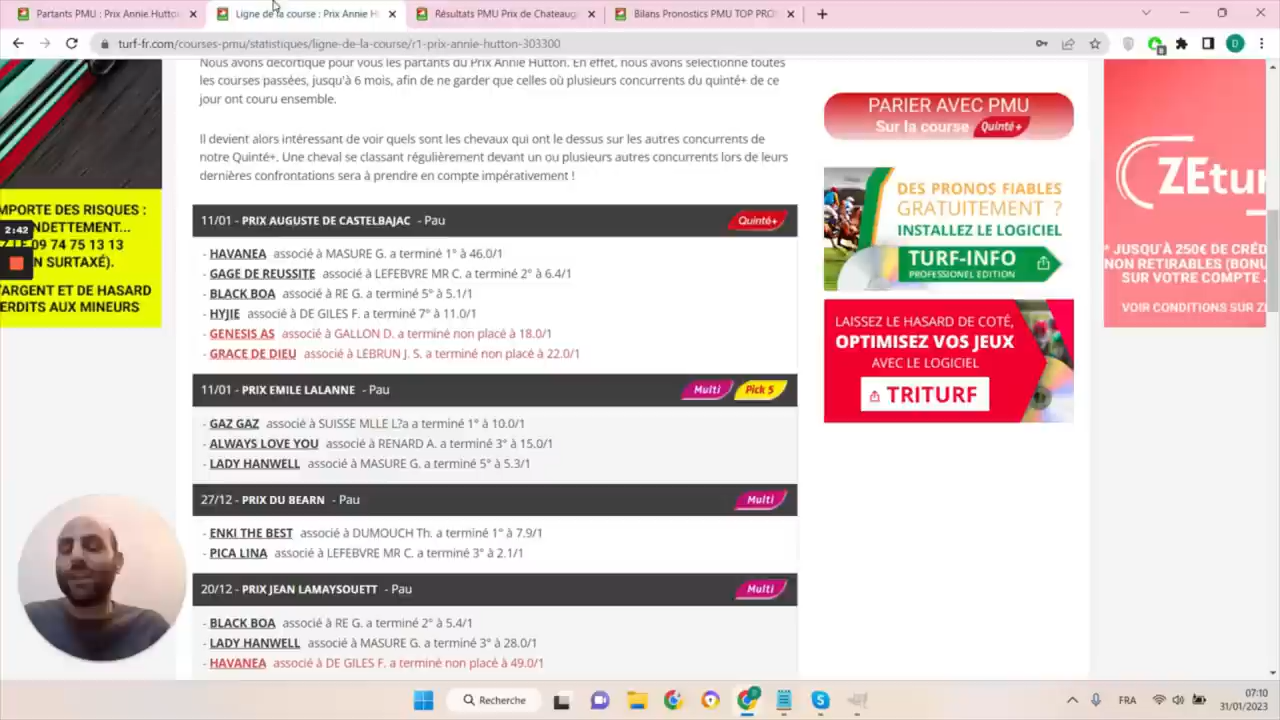 Partants PMU : Prix Annie Hutton
Ligne de la course : Prix Annie H
Résultats PMU Prix de Chateaug
Bilans Pronostics PMU TOP PRO
turf-fr.com/courses-pmu/statistiques/ligne-de-la-course/r1-prix-annie-hutton-303300
Nous avons décortiqué pour vous les partants du Prix Annie Hutton. En effet, nous avons sélectionné toutes
les courses passées, jusqu'à 6 mois, afin de ne garder que celles où plusieurs concurrents du quinté+ de ce
jour ont couru ensemble.
Il devient alors intéressant de voir quels sont les chevaux qui ont le dessus sur les autres concurrents de
notre Quinté+. Une cheval se classant régulièrement devant un ou plusieurs autres concurrents lors de leurs
dernières confrontations sera à prendre en compte impérativement !
11/01 - PRIX AUGUSTE DE CASTELBAJAC - Pau Quinté+
- HAVANEA associé à MASURE G. a terminé 1° à 46.0/1
- GAGE DE REUSSITE associé à LEFEBVRE MR C. a terminé 2° à 6.4/1
- BLACK BOA associé à RE G. a terminé 5° à 5.1/1
- HYJIE associé à DE GILES F. a terminé 7° à 11.0/1
- GENESIS AS associé à GALLON D. a terminé non placé à 18.0/1
- GRACE DE DIEU associé à LEBRUN J. S. a terminé non placé à 22.0/1
11/01 - PRIX EMILE LALANNE - Pau Multi Pick 5
- GAZ GAZ associé à SUISSE MLLE L?a a terminé 1° à 10.0/1
- ALWAYS LOVE YOU associé à RENARD A. a terminé 3° à 15.0/1
- LADY HANWELL associé à MASURE G. a terminé 5° à 5.3/1
27/12 - PRIX DU BEARN - Pau Multi
- ENKI THE BEST associé à DUMOUCH Th. a terminé 1° à 7.9/1
- PICA LINA associé à LEFEBVRE MR C. a terminé 3° à 2.1/1
20/12 - PRIX JEAN LAMAYSOUETT - Pau Multi
- BLACK BOA associé à RE G. a terminé 2° à 5.4/1
- LADY HANWELL associé à MASURE G. a terminé 3° à 28.0/1
- HAVANEA associé à DE GILES F. a terminé non placé à 49.0/1
MPORTE DES RISQUES :
NDETTEMENT...
2:42
09 74 75 13 13
N SURTAXÉ).
'ARGENT ET DE HASARD
ERDITS AUX MINEURS
PARIER AVEC PMU
Sur la course Quinté+
DES PRONOS FIABLES
GRATUITEMENT ?
INSTALLEZ LE LOGICIEL
TURF-INFO
PROFESSIONEL EDITION
LAISSEZ LE HASARD DE COTÉ,
OPTIMISEZ VOS JEUX
AVEC LE LOGICIEL
TRITURF
ZEtur
* JUSQU'À 250€ DE CRÉD
NON RETIRABLES (BONU
SUR VOTRE COMPTE
VOIR CONDITIONS SUR ZE
Recherche
FRA
07:10
31/01/2023